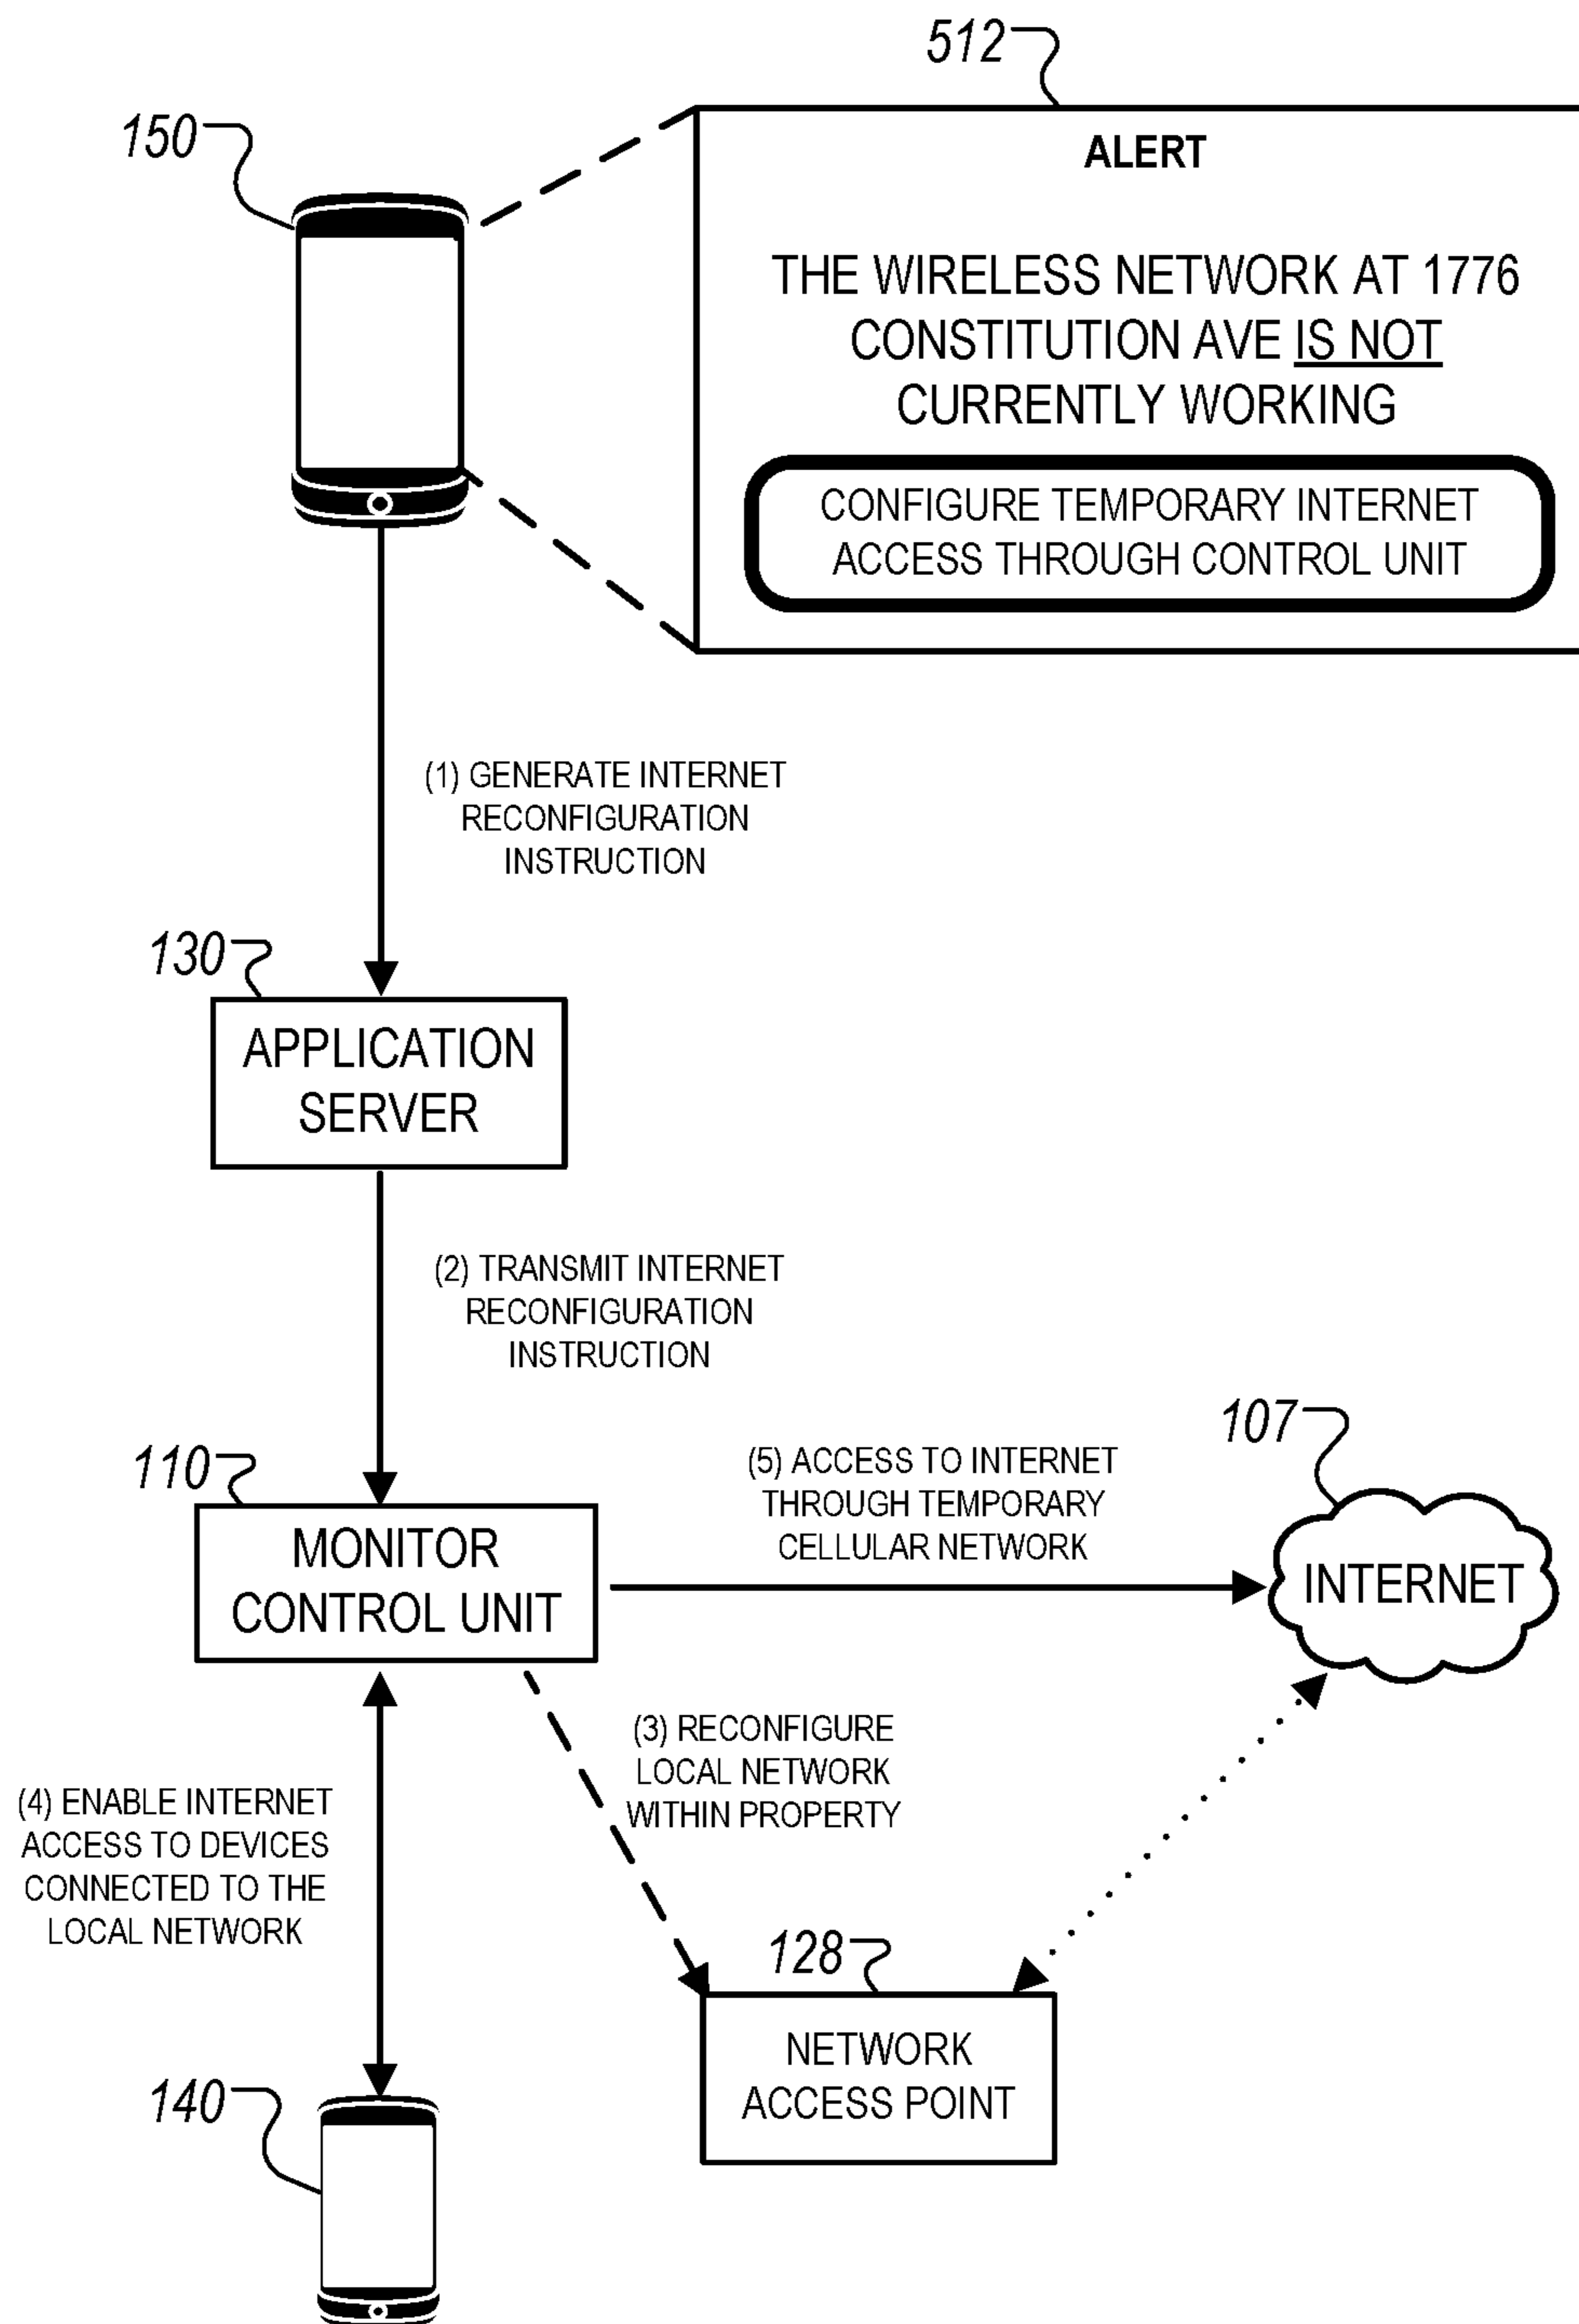 512
150
ALERT
THE WIRELESS NETWORK AT 1776
CONSTITUTION AVE IS NOT
CURRENTLY WORKING
CONFIGURE TEMPORARY INTERNET
ACCESS THROUGH CONTROL UNIT
(1) GENERATE INTERNET
RECONFIGURATION
INSTRUCTION
130
APPLICATION
SERVER
(2) TRANSMIT INTERNET
RECONFIGURATION
INSTRUCTION
110
MONITOR
CONTROL UNIT
(5) ACCESS TO INTERNET
THROUGH TEMPORARY
CELLULAR NETWORK
107
INTERNET
(3) RECONFIGURE
LOCAL NETWORK
WITHIN PROPERTY
(4) ENABLE INTERNET
ACCESS TO DEVICES
CONNECTED TO THE
LOCAL NETWORK
128
NETWORK
ACCESS POINT
140